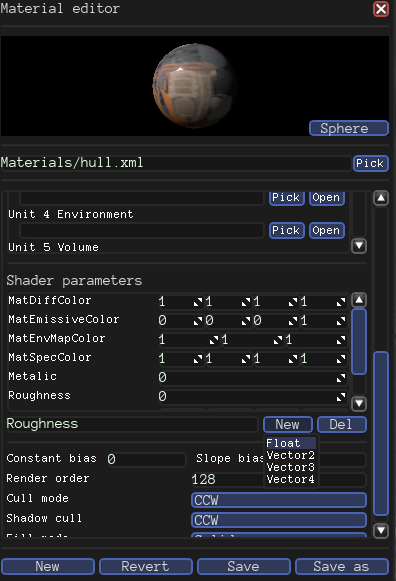 Material editor
Sphere
Materials/hull.xml Pick
Pick Open
Unit 4 Environment
Pick Open
Unit 5 Volume
Shader parameters
MatDiffColor 1 1 1 1
MatEmissiveColor 0 0 0 1
MatEnvMapColor 1 1 1
MatSpecColor 1 1 1 1
Metalic 0
Roughness 0
Roughness New Del
Float
Vector2
Vector3
Vector4
Constant bias 0 Slope bias
Render order 128
Cull mode CCW
Shadow cull CCW
Fill mode Solid
New Revert Save Save as